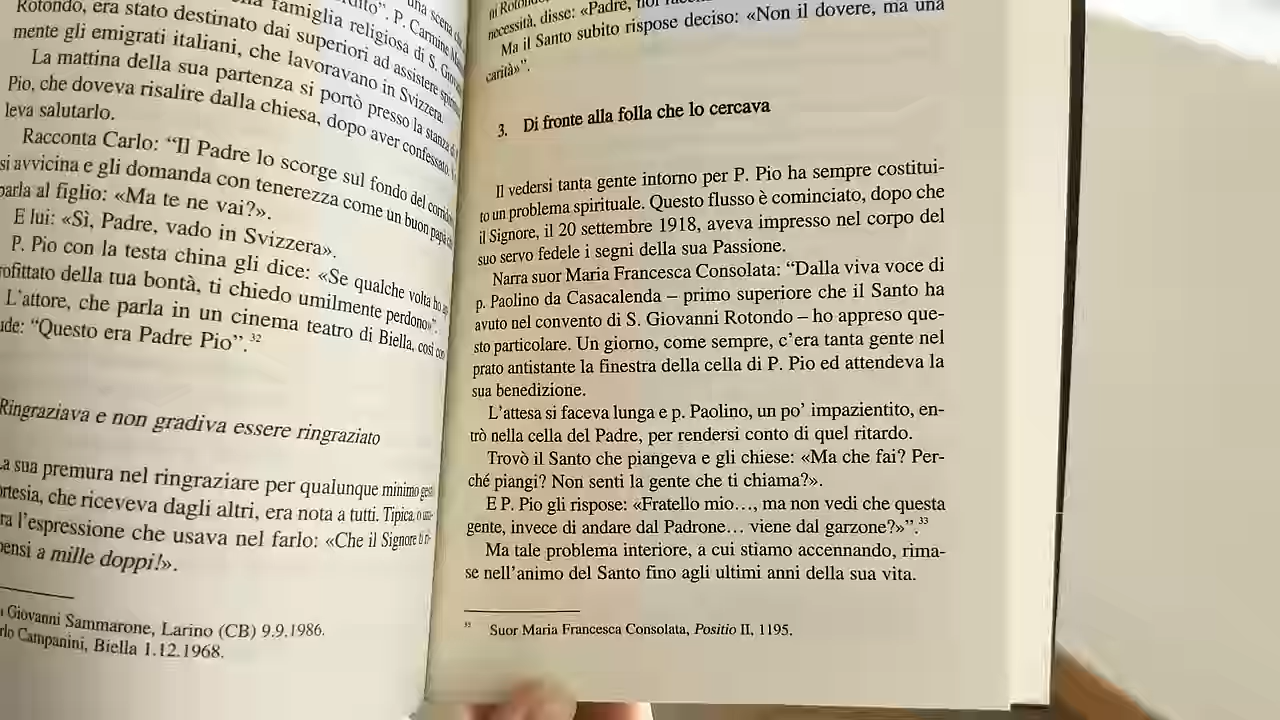 una scena
famiglia religiosa di S. Giov
Rotondo, era stato destinato dai superiori ad assistere
mente gli emigrati italiani, che lavoravano in Svizzera.
La mattina della sua partenza si portò presso la stanza
Pio, che doveva risalire dalla chiesa, dopo aver confessato.
leva salutarlo.
Racconta Carlo: “Il Padre lo scorge sul fondo del
si avvicina e gli domanda con tenerezza come un buon papà
parla al figlio: «Ma te ne vai?».
E lui: «Sì, Padre, vado in Svizzera».
P. Pio con la testa china gli dice: «Se qualche volta ho
rofittato della tua bontà, ti chiedo umilmente perdono»”.
L’attore, che parla in un cinema teatro di Biella, così
ude: “Questo era Padre Pio”.32
Ringraziava e non gradiva essere ringraziato
La sua premura nel ringraziare per qualunque minimo
ortesia, che riceveva dagli altri, era nota a tutti. Tipica,
ra l’espressione che usava nel farlo: «Che il Signore
pensi a mille doppi!».
Giovanni Sammarone, Larino (CB) 9.9.1986.
rlo Campanini, Biella 1.12.1968.
necessità, disse: «Padre,
Ma il Santo subito rispose deciso: «Non il dovere, ma una
carità»”.
3. Di fronte alla folla che lo cercava
Il vedersi tanta gente intorno per P. Pio ha sempre costitui-
to un problema spirituale. Questo flusso è cominciato, dopo che
il Signore, il 20 settembre 1918, aveva impresso nel corpo del
suo servo fedele i segni della sua Passione.
Narra suor Maria Francesca Consolata: “Dalla viva voce di
p. Paolino da Casacalenda – primo superiore che il Santo ha
avuto nel convento di S. Giovanni Rotondo – ho appreso que-
sto particolare. Un giorno, come sempre, c’era tanta gente nel
prato antistante la finestra della cella di P. Pio ed attendeva la
sua benedizione.
L’attesa si faceva lunga e p. Paolino, un po’ impazientito, en-
trò nella cella del Padre, per rendersi conto di quel ritardo.
Trovò il Santo che piangeva e gli chiese: «Ma che fai? Per-
ché piangi? Non senti la gente che ti chiama?».
E P. Pio gli rispose: «Fratello mio…, ma non vedi che questa
gente, invece di andare dal Padrone… viene dal garzone?»”.33
Ma tale problema interiore, a cui stiamo accennando, rima-
se nell’animo del Santo fino agli ultimi anni della sua vita.
33 Suor Maria Francesca Consolata, Positio II, 1195.